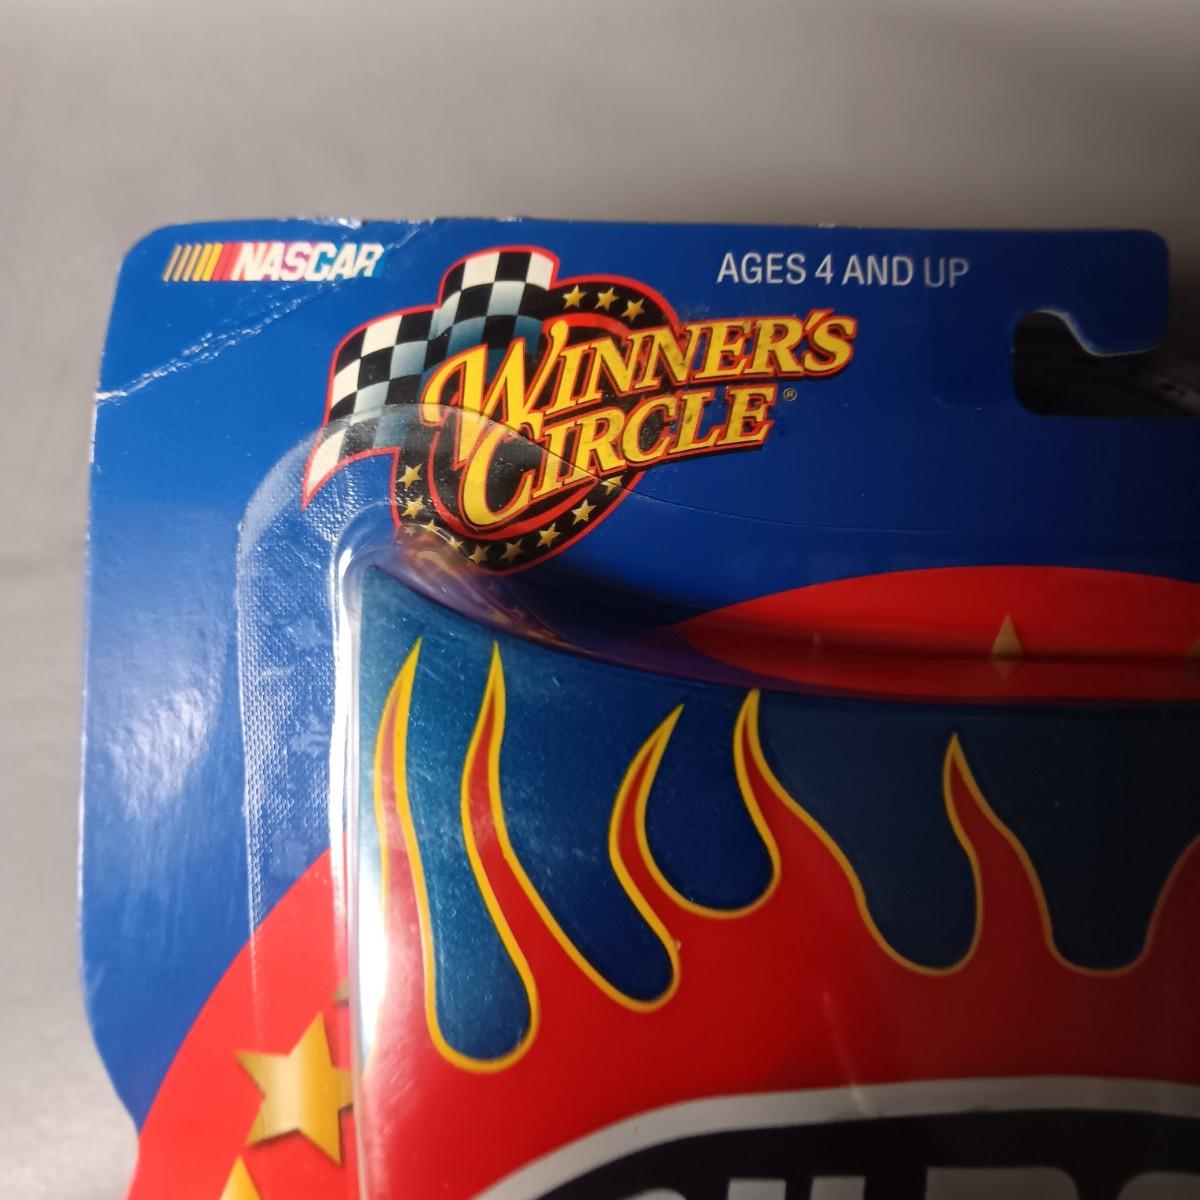 NASCAR
AGES 4 AND UP
WINNER'S
CIRCLE®